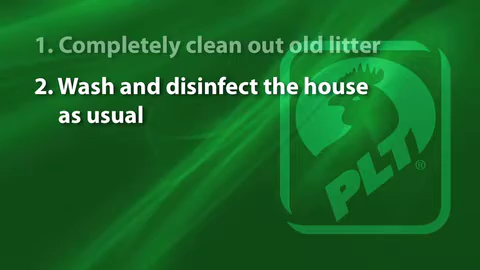 1. Completely clean out old litter
2. Wash and disinfect the house
as usual
PLT®